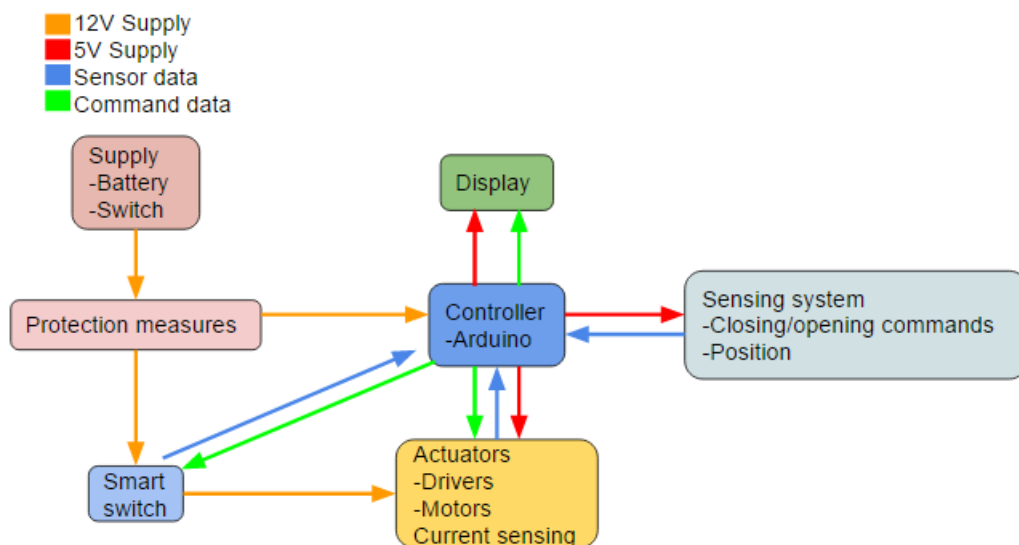 12V Supply
5V Supply
Sensor data
Command data
Supply
-Battery
-Switch
Display
Protection measures
Controller
-Arduino
Sensing system
-Closing/opening commands
-Position
Smart
switch
Actuators
-Drivers
-Motors
Current sensing